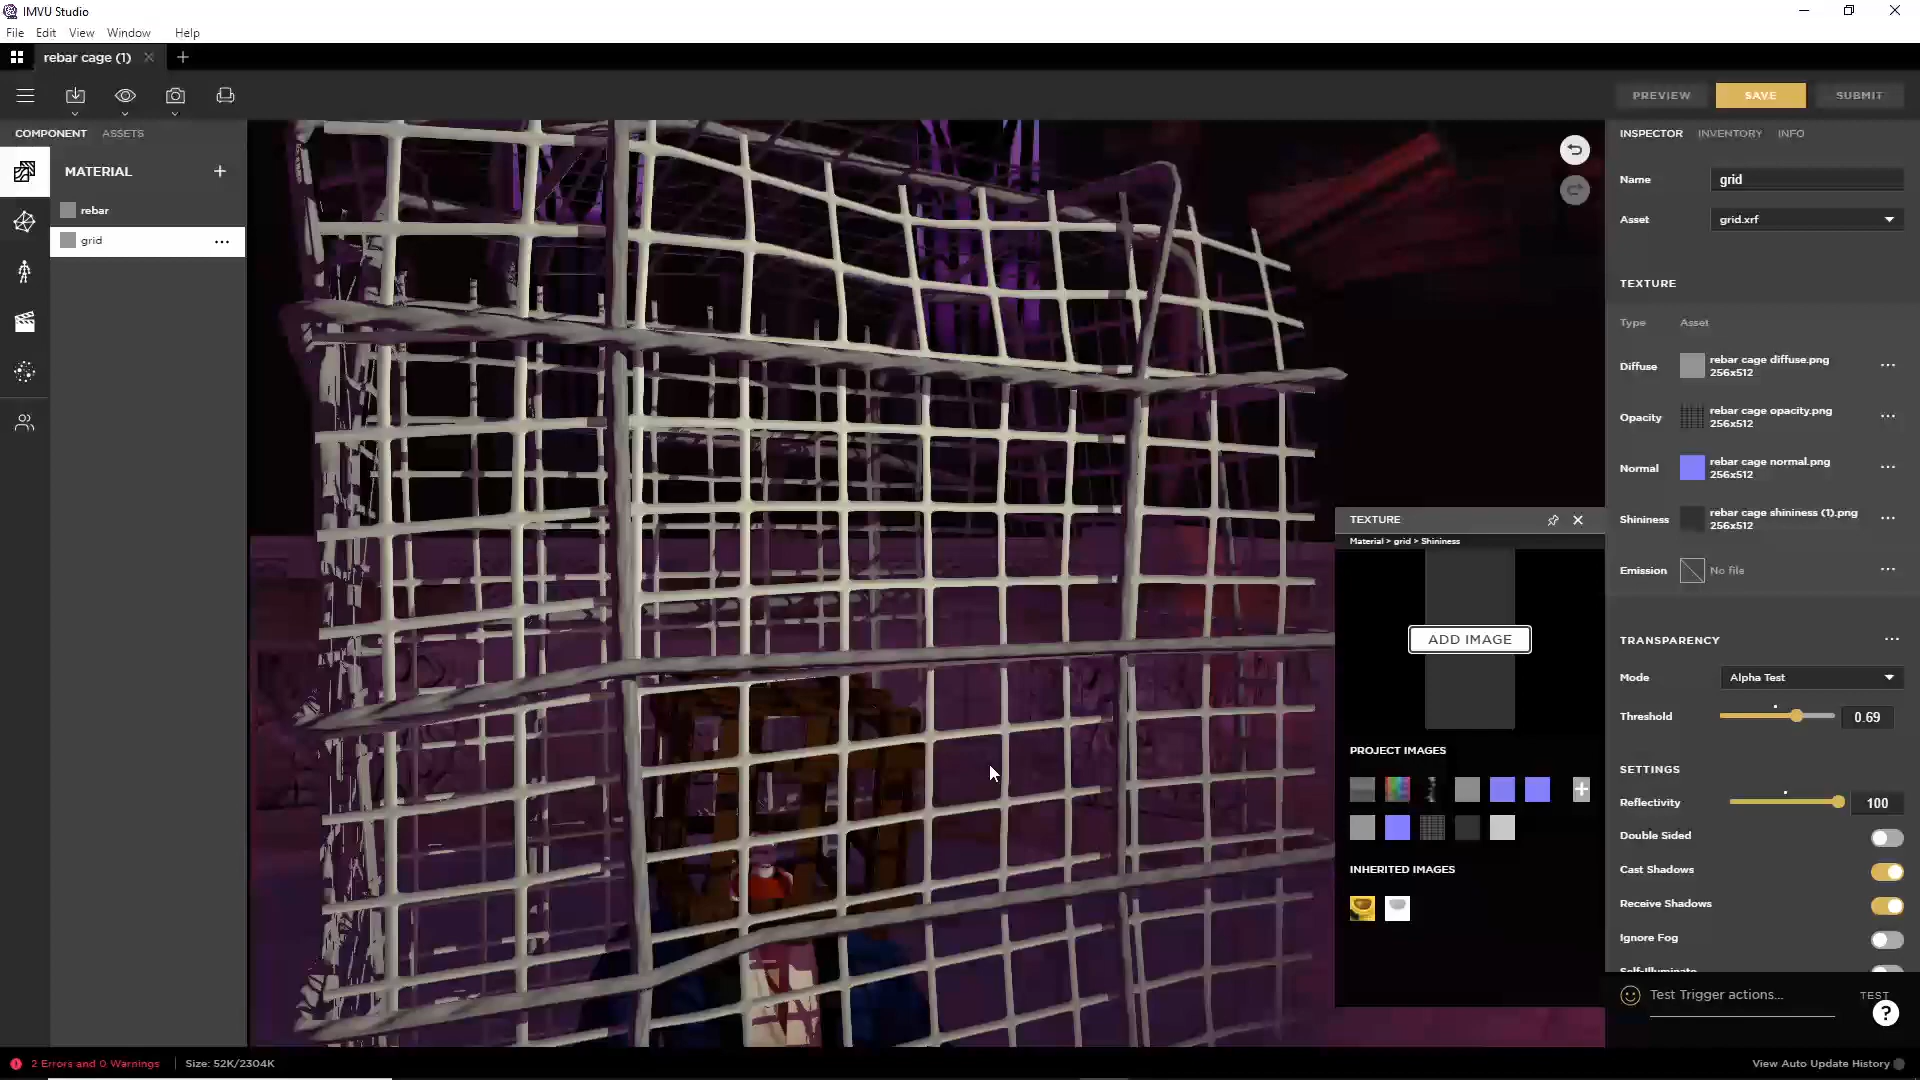 IMVU Studio
File Edit View Window Help
rebar cage (1)
PREVIEW SAVE SUBMIT
COMPONENT ASSETS
INSPECTOR INVENTORY INFO
MATERIAL
rebar
grid
Name grid
Asset grid.xrf
TEXTURE
Type Asset
Diffuse rebar cage diffuse.png
256x512
Opacity rebar cage opacity.png
256x512
Normal rebar cage normal.png
256x512
Shininess rebar cage shininess (1).png
256x512
Emission No file
TEXTURE
Material > grid > Shininess
ADD IMAGE
PROJECT IMAGES
INHERITED IMAGES
TRANSPARENCY
Mode Alpha Test
Threshold 0.69
SETTINGS
Reflectivity 100
Double Sided
Cast Shadows
Receive Shadows
Ignore Fog
Self-Illuminate
Test Trigger actions... TEST
?
2 Errors and 0 Warnings Size: 52K/2304K View Auto Update History